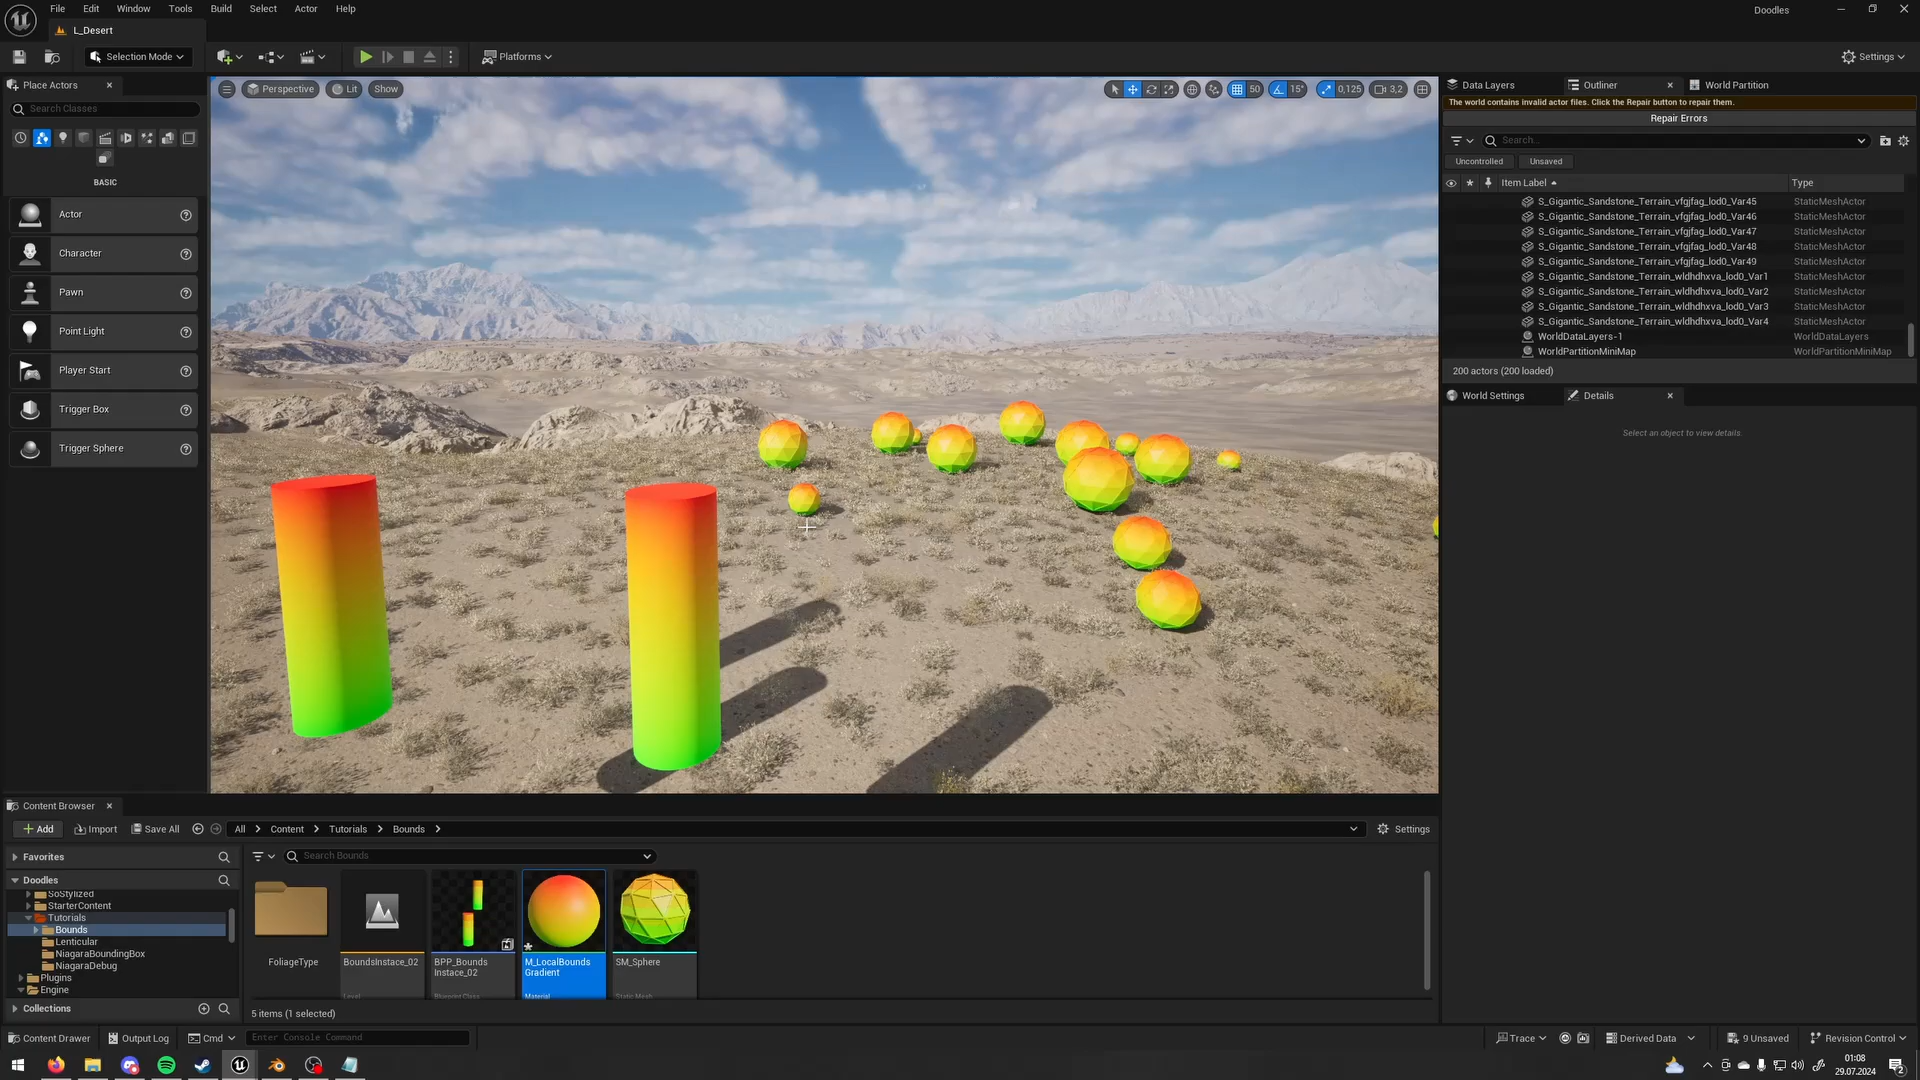 File Edit Window Tools Build Select Actor Help
Doodles
L_Desert
Selection Mode
Platforms
Settings
Place Actors
Search Classes
BASIC
Actor
Character
Pawn
Point Light
Player Start
Trigger Box
Trigger Sphere
Perspective
Lit
Show
50
15°
0,125
3,2
Data Layers
Outliner
World Partition
The world contains invalid actor files. Click the Repair button to repair them.
Repair Errors
Search...
Uncontrolled
Unsaved
Item Label
Type
S_Gigantic_Sandstone_Terrain_vfgjfag_lod0_Var45 StaticMeshActor
S_Gigantic_Sandstone_Terrain_vfgjfag_lod0_Var46 StaticMeshActor
S_Gigantic_Sandstone_Terrain_vfgjfag_lod0_Var47 StaticMeshActor
S_Gigantic_Sandstone_Terrain_vfgjfag_lod0_Var48 StaticMeshActor
S_Gigantic_Sandstone_Terrain_vfgjfag_lod0_Var49 StaticMeshActor
S_Gigantic_Sandstone_Terrain_wldhdhxva_lod0_Var1 StaticMeshActor
S_Gigantic_Sandstone_Terrain_wldhdhxva_lod0_Var2 StaticMeshActor
S_Gigantic_Sandstone_Terrain_wldhdhxva_lod0_Var3 StaticMeshActor
S_Gigantic_Sandstone_Terrain_wldhdhxva_lod0_Var4 StaticMeshActor
WorldDataLayers-1 WorldDataLayers
WorldPartitionMiniMap WorldPartitionMiniMap
200 actors (200 loaded)
World Settings
Details
Select an object to view details.
Content Browser
Add
Import
Save All
All > Content > Tutorials > Bounds >
Settings
Favorites
Doodles
SoStylized
StarterContent
Tutorials
Bounds
Lenticular
NiagaraBoundingBox
NiagaraDebug
Plugins
Engine
Collections
Search Bounds
FoliageType
BoundsInstace_02
Level
BPP_Bounds
Instace_02
Blueprint Class
M_LocalBounds
Gradient
Material
SM_Sphere
Static Mesh
5 items (1 selected)
Content Drawer
Output Log
Cmd
Enter Console Command
Trace
Derived Data
9 Unsaved
Revision Control
01:08
29.07.2024
2